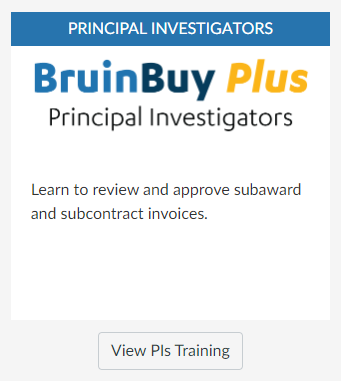 PRINCIPAL INVESTIGATORS
BruinBuy Plus
Principal Investigators
Learn to review and approve subaward
and subcontract invoices.
View PIs Training